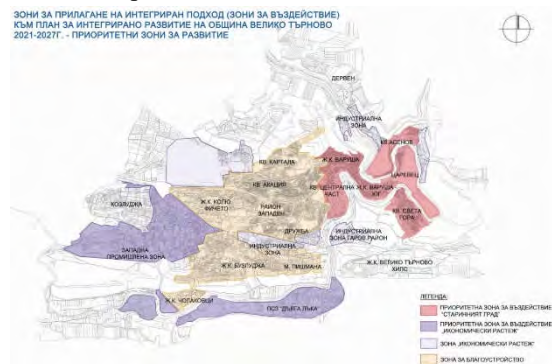 ЗОНИ ЗА ПРИЛАГАНЕ НА ИНТЕГРИРАН ПОДХОД (ЗОНИ ЗА ВЪЗДЕЙСТВИЕ)
КЪМ ПЛАН ЗА ИНТЕГРИРАНО РАЗВИТИЕ НА ОБЩИНА ВЕЛИКО ТЪРНОВО
2021-2027Г. - ПРИОРИТЕТНИ ЗОНИ ЗА РАЗВИТИЕ
ДЕРВЕН
ИНДУСТРИАЛНА
ЗОНА
КВ.АСЕНОВ
Ж.К. ВАРУША
КВ. КАРТАЛА
ЦАРЕВЕЦ
КВ. АКАЦИЯ
КВ. ЦЕНТРАЛНА
ЧАСТ
Ж.К. ВАРУША-
ЮГ
Ж.К. КОЛЮ
ФИЧЕТО
РАЙОН
ЗАПАДЕН
КОЗЛУДЖА
КВ. СВЕТА
ГОРА
ДРУЖБА
ИНДУСТРИАЛНА
ЗОНА
ИНДУСТРИАЛНА
ЗОНА ГАРОВ РАЙОН
ЗАПАДНА
ПРОМИШЛЕНА ЗОНА
Ж.К. БУЗЛУДЖА
М. ПИШМАНА
Ж.К. ВЕЛИКО ТЪРНОВО
ХИЛС
Ж.К. ЧОЛАКОВЦИ
ПСП "ДЪЛГА ЛЪКА"
ЛЕГЕНДА:
ПРИОРИТЕТНА ЗОНА ЗА ВЪЗДЕЙСТВИЕ
"СТАРИННИЯТ ГРАД"
ПРИОРИТЕТНА ЗОНА ЗА ВЪЗДЕЙСТВИЕ
"ИКОНОМИЧЕСКИ РАСТЕЖ"
ЗОНА „ИКОНОМИЧЕСКИ РАСТЕЖ"
ЗОНА ЗА БЛАГОУСТРОЙСТВО